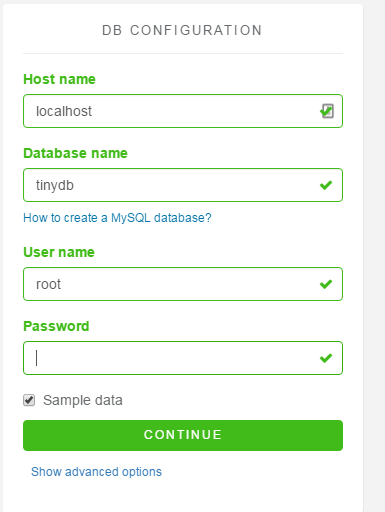 DB CONFIGURATION
Host name
localhost
Database name
tinydb
How to create a MySQL database?
User name
root
Password
Sample data
CONTINUE
Show advanced options